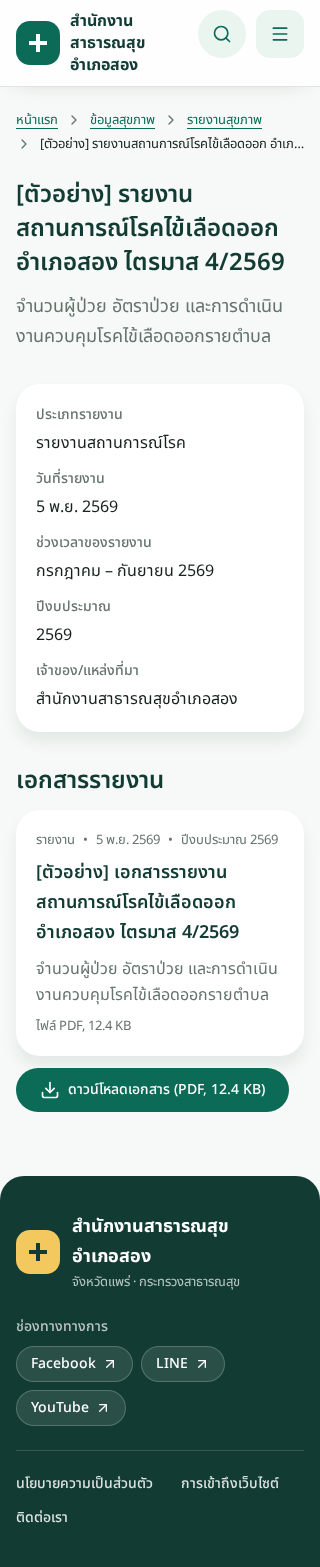 สำนักงาน
สาธารณสุข
อำเภอสอง
หน้าแรก
ข้อมูลสุขภาพ
รายงานสุขภาพ
[ตัวอย่าง] รายงานสถานการณ์โรคไข้เลือดออก อำเภ...
[ตัวอย่าง] รายงาน
สถานการณ์โรคไข้เลือดออก
อำเภอสอง ไตรมาส 4/2569
จำนวนผู้ป่วย อัตราป่วย และการดำเนิน
งานควบคุมโรคไข้เลือดออกรายตำบล
ประเภทรายงาน
รายงานสถานการณ์โรค
วันที่รายงาน
5 พ.ย. 2569
ช่วงเวลาของรายงาน
กรกฎาคม – กันยายน 2569
ปีงบประมาณ
2569
เจ้าของ/แหล่งที่มา
สำนักงานสาธารณสุขอำเภอสอง
เอกสารรายงาน
รายงาน • 5 พ.ย. 2569 • ปีงบประมาณ 2569
[ตัวอย่าง] เอกสารรายงาน
สถานการณ์โรคไข้เลือดออก
อำเภอสอง ไตรมาส 4/2569
จำนวนผู้ป่วย อัตราป่วย และการดำเนิน
งานควบคุมโรคไข้เลือดออกรายตำบล
ไฟล์ PDF, 12.4 KB
ดาวน์โหลดเอกสาร (PDF, 12.4 KB)
สำนักงานสาธารณสุข
อำเภอสอง
จังหวัดแพร่ · กระทรวงสาธารณสุข
ช่องทางทางการ
Facebook
LINE
YouTube
นโยบายความเป็นส่วนตัว
การเข้าถึงเว็บไซต์
ติดต่อเรา